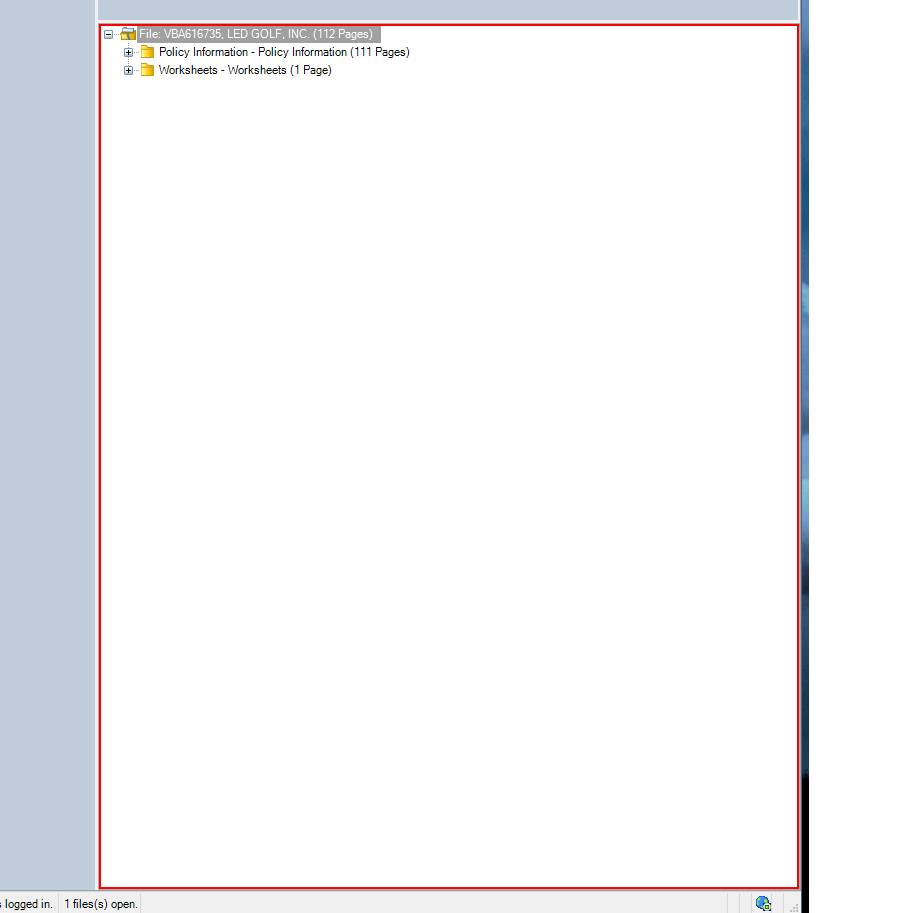 File: VBA616735, LED GOLF, INC. (112 Pages)
Policy Information - Policy Information (111 Pages)
Worksheets - Worksheets (1 Page)
logged in. 1 files(s) open.